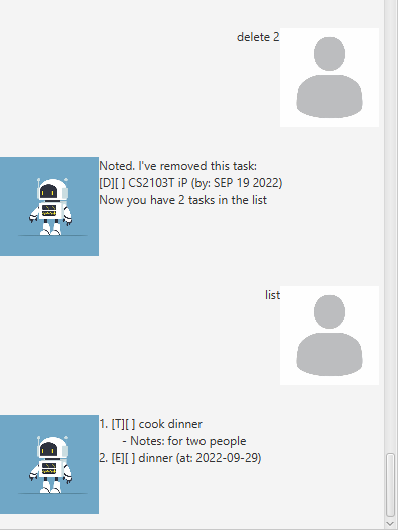 delete 2
Noted. I've removed this task:
[D][ ] CS2103T iP (by: SEP 19 2022)
Now you have 2 tasks in the list
list
1. [T][ ] cook dinner
- Notes: for two people
2. [E][ ] dinner (at: 2022-09-29)